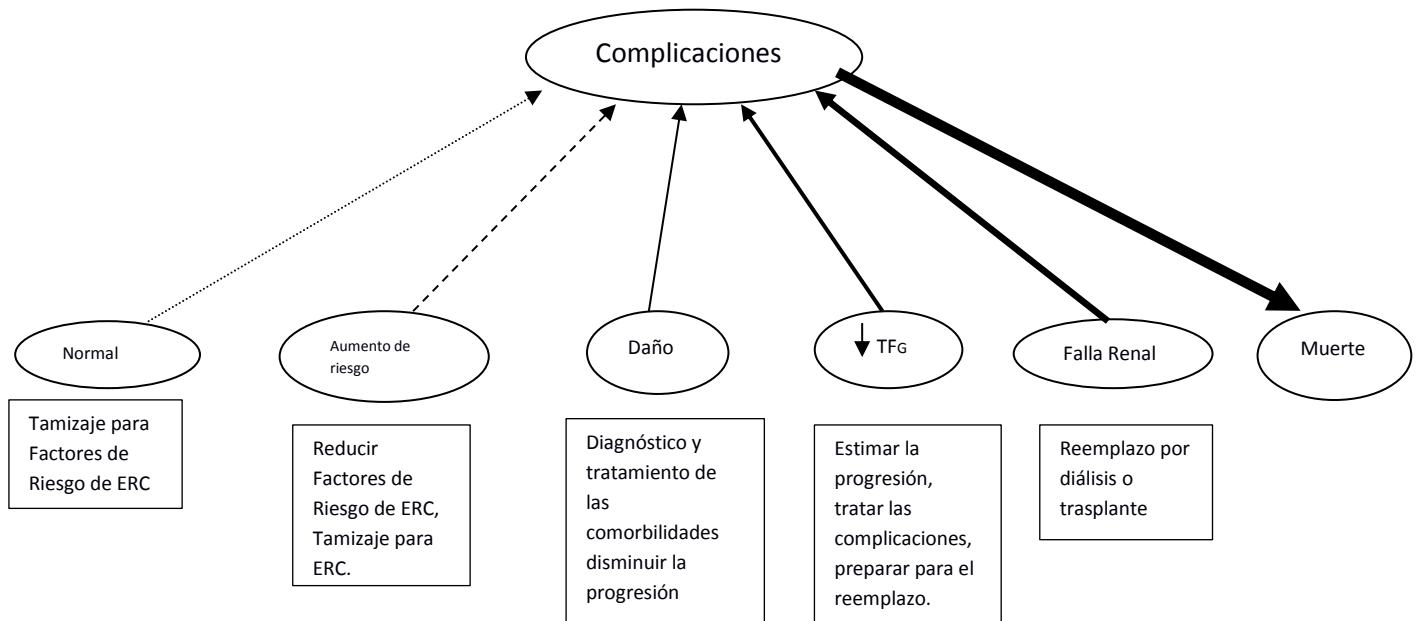 Complicaciones
Normal
Aumento de
riesgo
Daño
TFG
Falla Renal
Muerte
Tamizaje para
Factores de
Riesgo de ERC
Reducir
Factores de
Riesgo de ERC,
Tamizaje para
ERC.
Diagnóstico y
tratamiento de
las
comorbilidades
disminuir la
progresión
Estimar la
progresión,
tratar las
complicaciones,
preparar para el
reemplazo.
Reemplazo por
diálisis o
trasplante